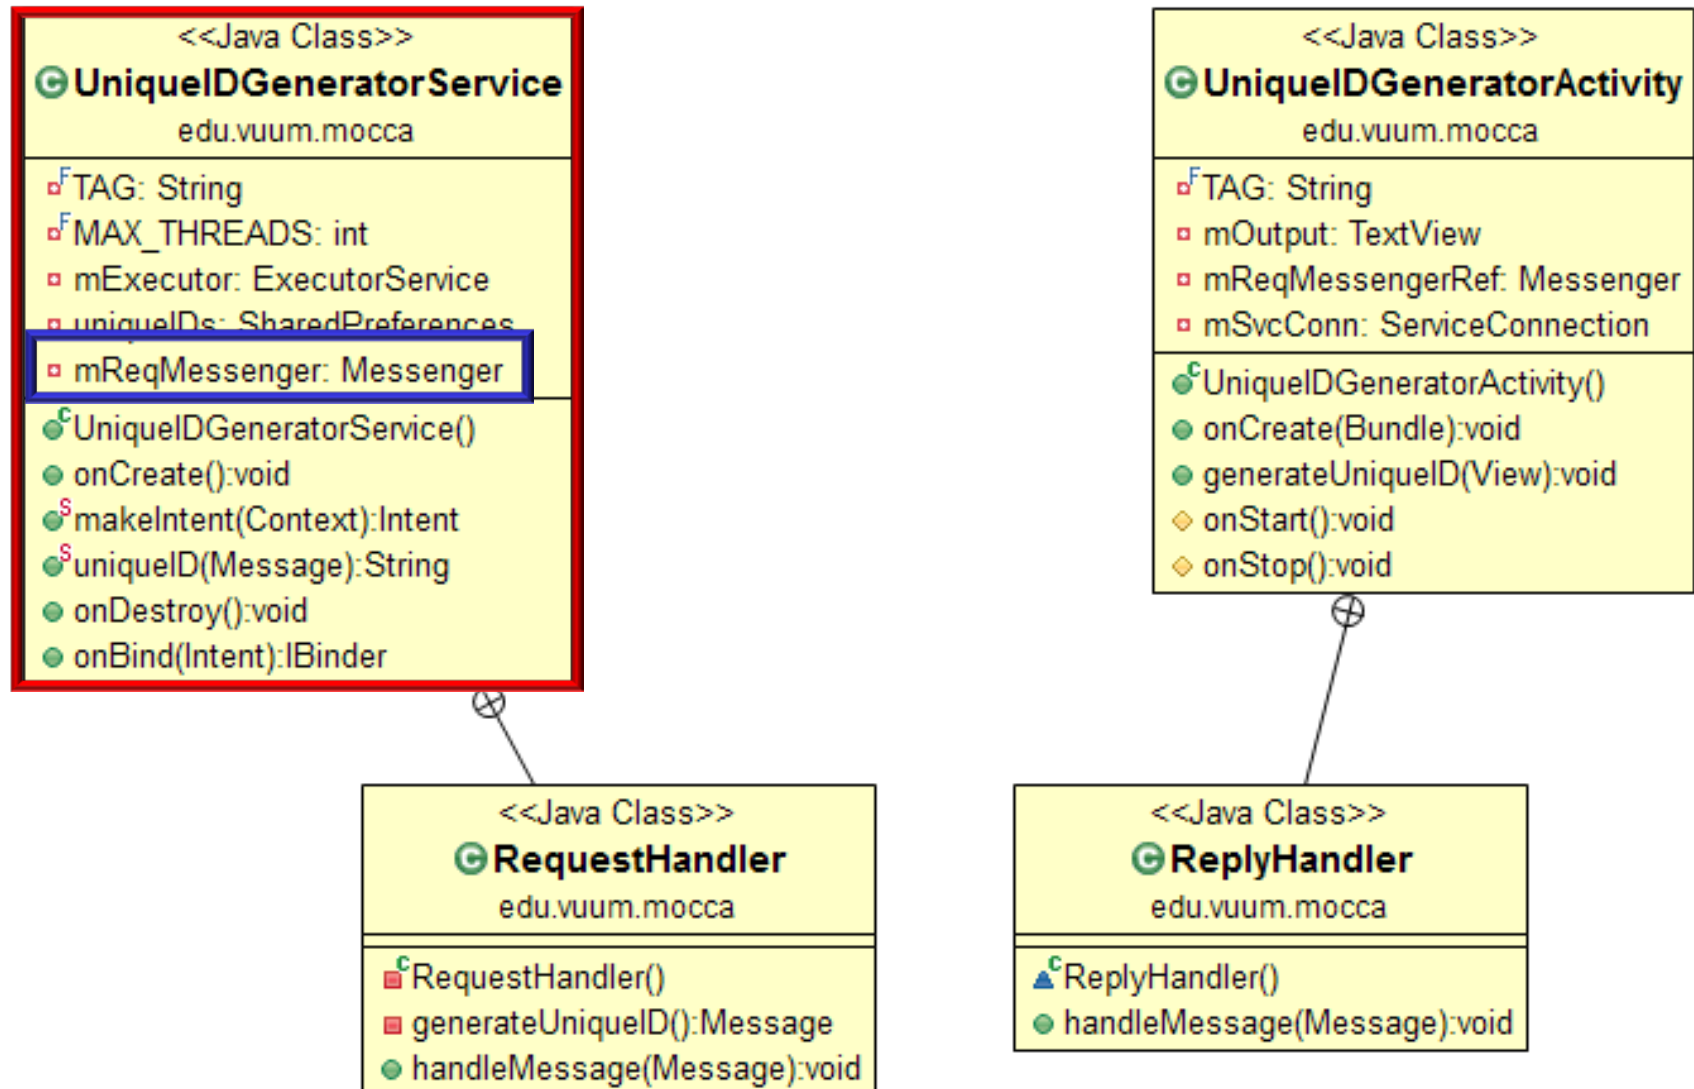 <<Java Class>>
UniqueIDGeneratorService
edu.vuum.mocca
TAG: String
MAX_THREADS: int
mExecutor: ExecutorService
uniqueIDs: SharedPreferences
mReqMessenger: Messenger
UniqueIDGeneratorService()
onCreate():void
makeIntent(Context):Intent
uniqueID(Message):String
onDestroy():void
onBind(Intent):IBinder
<<Java Class>>
UniqueIDGeneratorActivity
edu.vuum.mocca
TAG: String
mOutput: TextView
mReqMessengerRef: Messenger
mSvcConn: ServiceConnection
UniqueIDGeneratorActivity()
onCreate(Bundle):void
generateUniqueID(View):void
onStart():void
onStop():void
<<Java Class>>
RequestHandler
edu.vuum.mocca
RequestHandler()
generateUniqueID():Message
handleMessage(Message):void
<<Java Class>>
ReplyHandler
edu.vuum.mocca
ReplyHandler()
handleMessage(Message):void